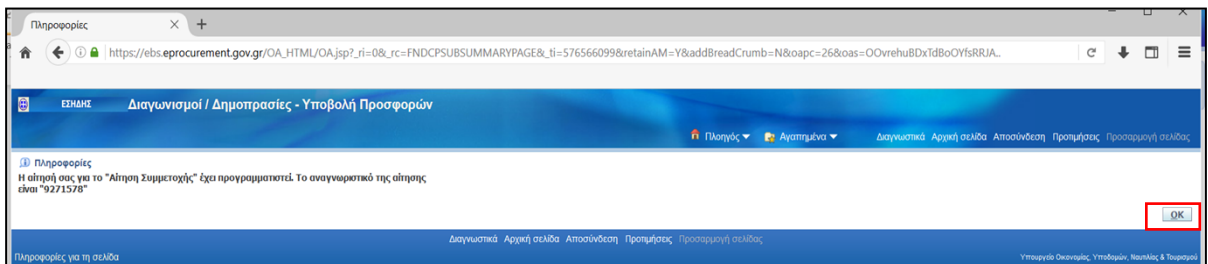 Πληροφορίες
https://ebs.eprocurement.gov.gr/OA_HTML/OA.jsp?_ri=0&_rc=FNDCPSUBSUMMARYPAGE&_ti=576566099&retainAM=Y&addBreadCrumb=N&oapc=26&oas=OOvrehuBDxTdBoOYfsRRJA..
ΕΣΗΔΗΣ Διαγωνισμοί / Δημοπρασίες - Υποβολή Προσφορών
Πλοηγός Αγαπημένα Διαγνωστικά Αρχική σελίδα Αποσύνδεση Προτιμήσεις Προσαρμογή σελίδας
Πληροφορίες
Η αίτησή σας για το "Αίτηση Συμμετοχής" έχει προγραμματιστεί. Το αναγνωριστικό της αίτησης
είναι "9271578"
OK
Διαγνωστικά Αρχική σελίδα Αποσύνδεση Προτιμήσεις Προσαρμογή σελίδας
Πληροφορίες για τη σελίδα Υπουργείο Οικονομίας, Υποδομών, Ναυτιλίας & Τουρισμού